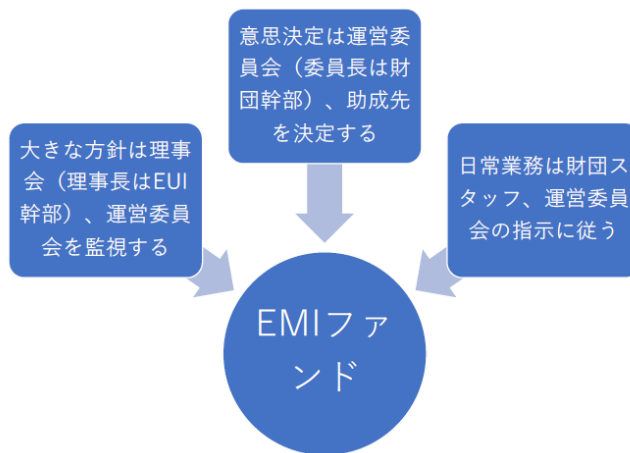 意思決定は運営委
員会（委員長は財
団幹部）、助成先
を決定する
大きな方針は理事
会（理事長はEUI
幹部）、運営委員
会を監視する
日常業務は財団ス
タッフ、運営委員
会の指示に従う
EMIファ
ンド